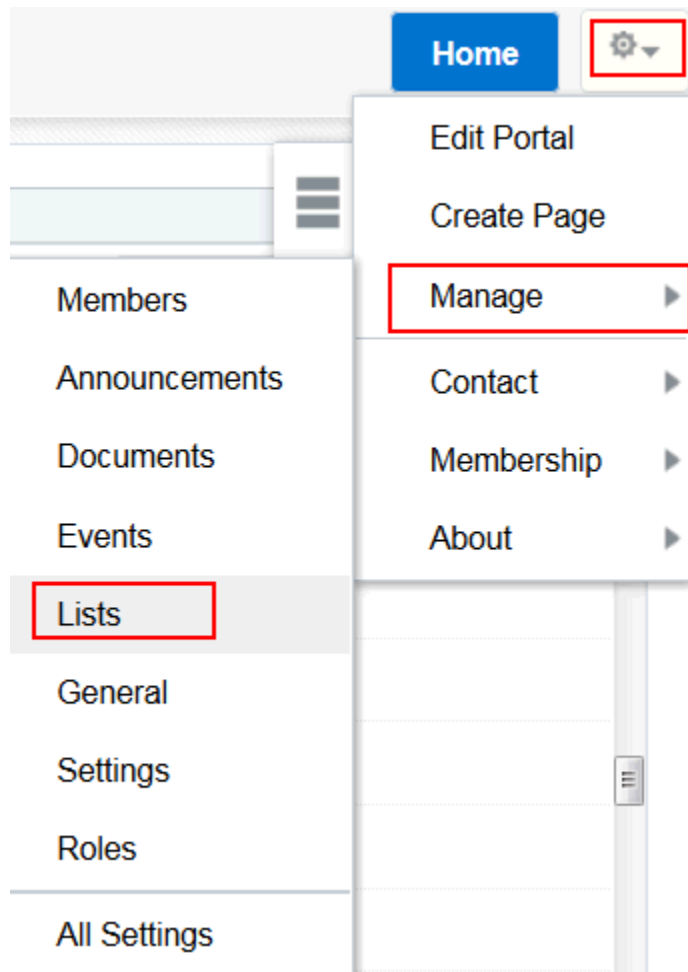 Home
Edit Portal
Create Page
Manage
Contact
Membership
About
Members
Announcements
Documents
Events
Lists
General
Settings
Roles
All Settings